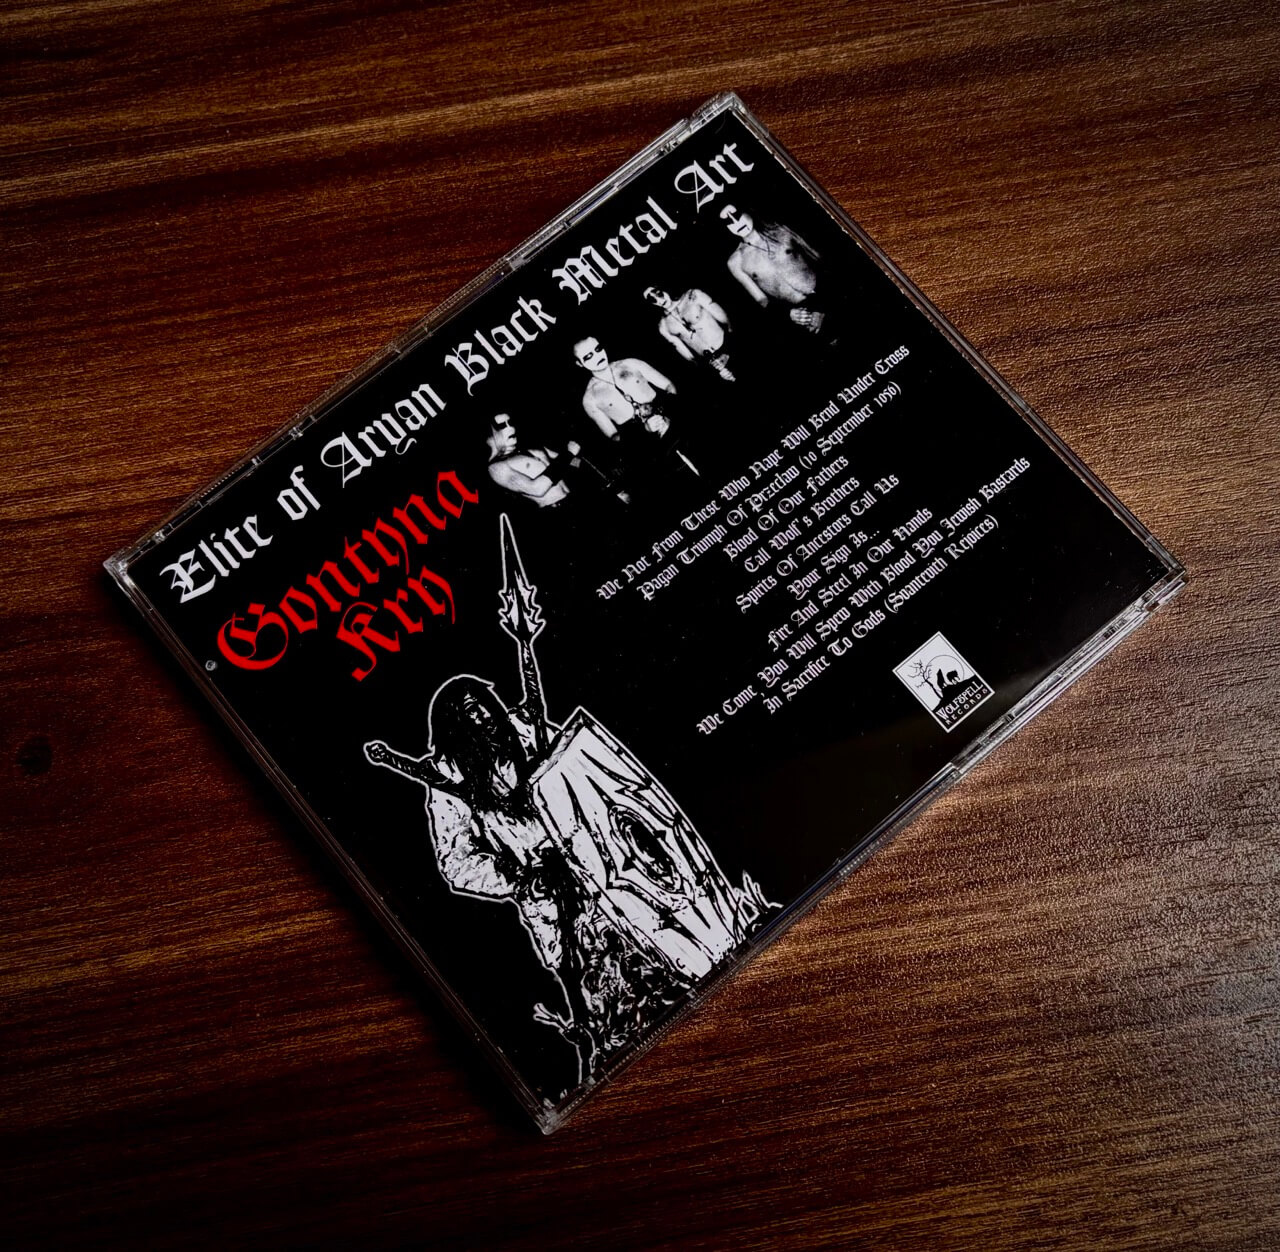 Elite of Aryan Black Metal Art
Gontyna
Kry
We Not From These Who Nape Will Bend Under Cross
Pagan Triumph Of Przeclaw (10 September 1056)
Blood Of Our Fathers
Call Wolf's Brothers
Spirits Of Ancestors Call Us
Your Sign Is...
Fire And Steel In Our Hands
We Come, You Will Spew With Blood You Jewish Bastards
In Sacrifice To Gods (Svantevith Rejoices)
WOLFSPELL
RECORDS